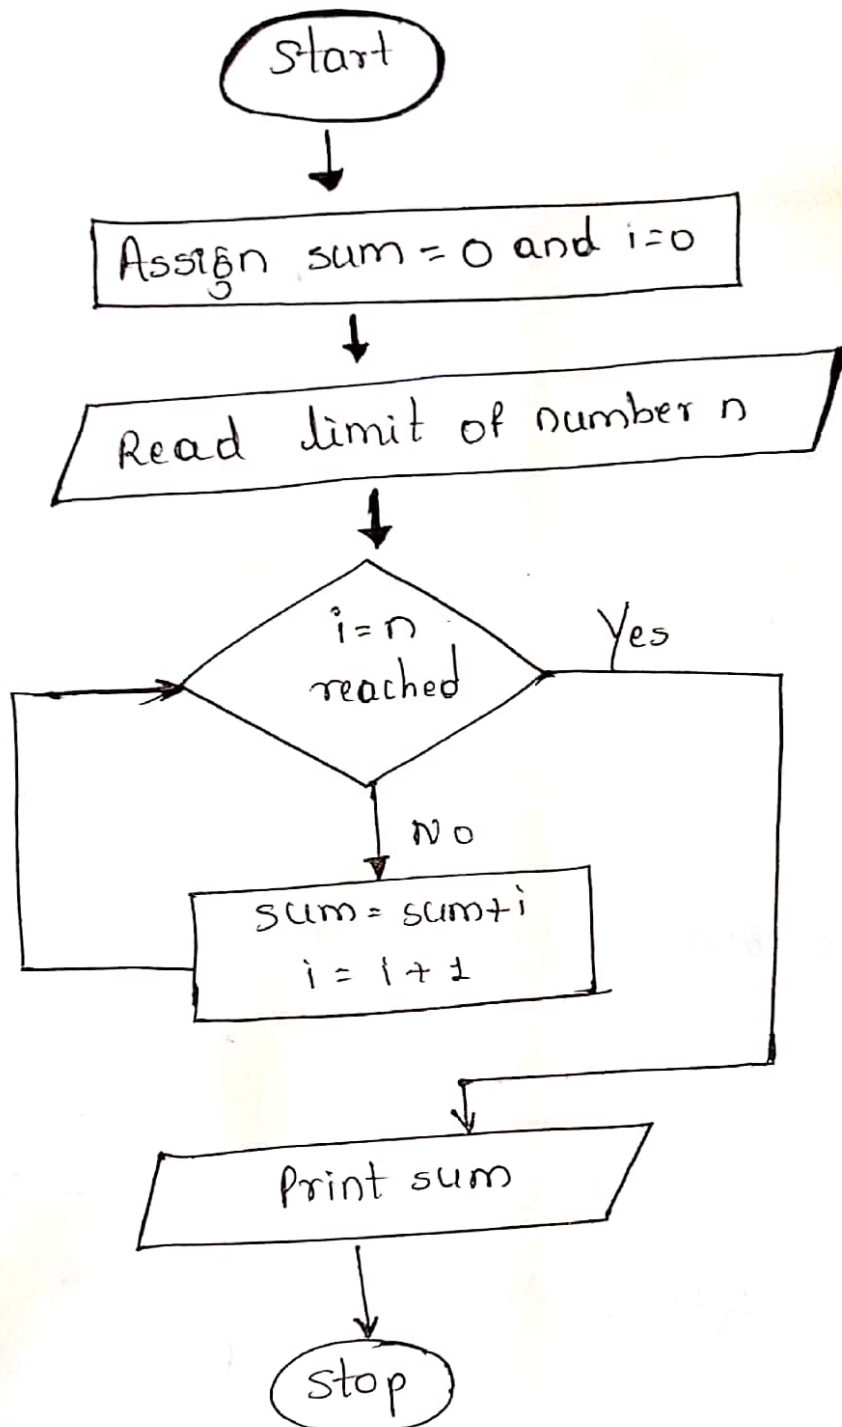 Start
Assign sum = 0 and i=0
Read limit of number n
i=n
reached
Yes
No
sum = sum+i
i = i + 1
Print sum
Stop